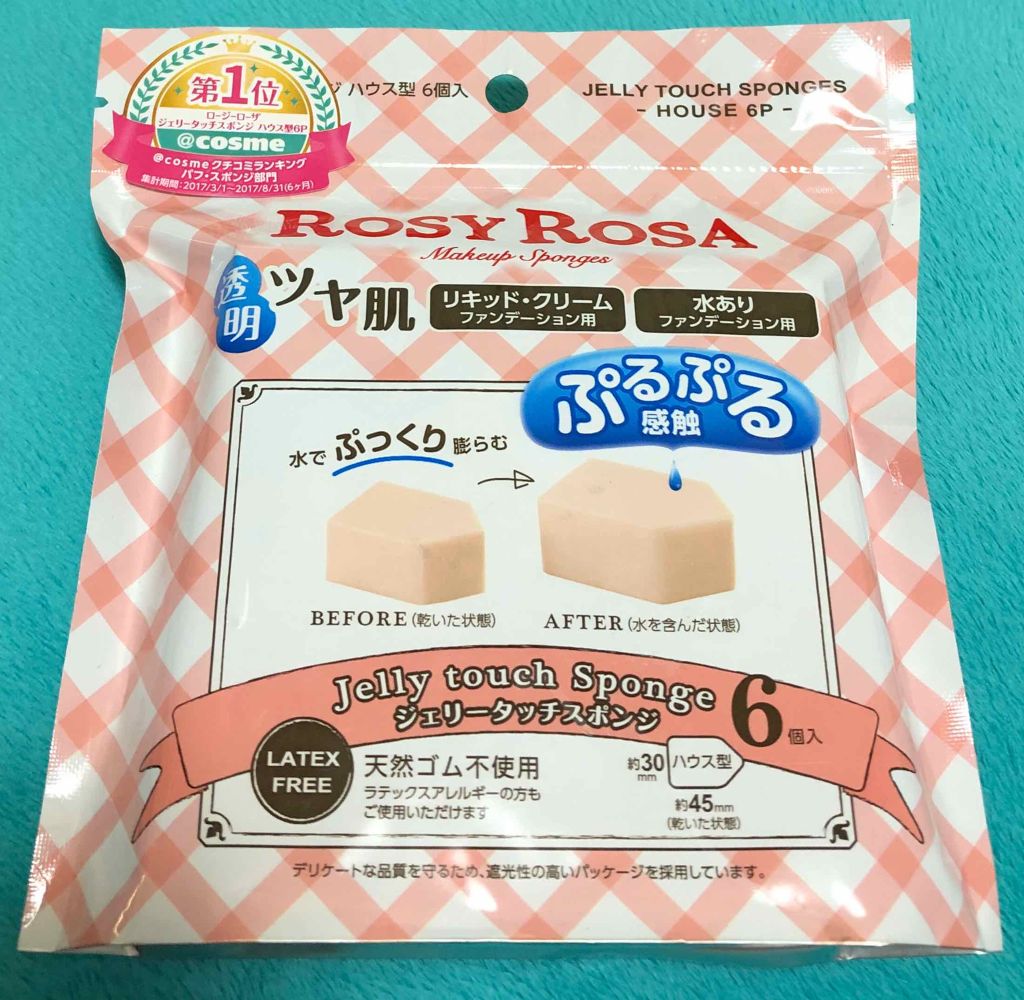 第1位
ロージーローザ
ジェリータッチスポンジ ハウス型6P
@cosme
@cosmeクチコミランキング
パフ・スポンジ部門
集計期間:2017/3/1~2017/8/31(6ヶ月)
ジ ハウス型 6個入
JELLY TOUCH SPONGES
- HOUSE 6P -
ROSY ROSA
Makeup Sponges
透明
ツヤ肌
リキッド・クリーム
ファンデーション用
水あり
ファンデーション用
ぷるぷる
感触
水で ぷっくり 膨らむ
BEFORE (乾いた状態)
AFTER (水を含んだ状態)
Jelly touch Sponge
ジェリータッチスポンジ
6個入
LATEX
FREE
天然ゴム不使用
ラテックスアレルギーの方も
ご使用いただけます
約30mm
ハウス型
約45mm
(乾いた状態)
デリケートな品質を守るため、遮光性の高いパッケージを採用しています。